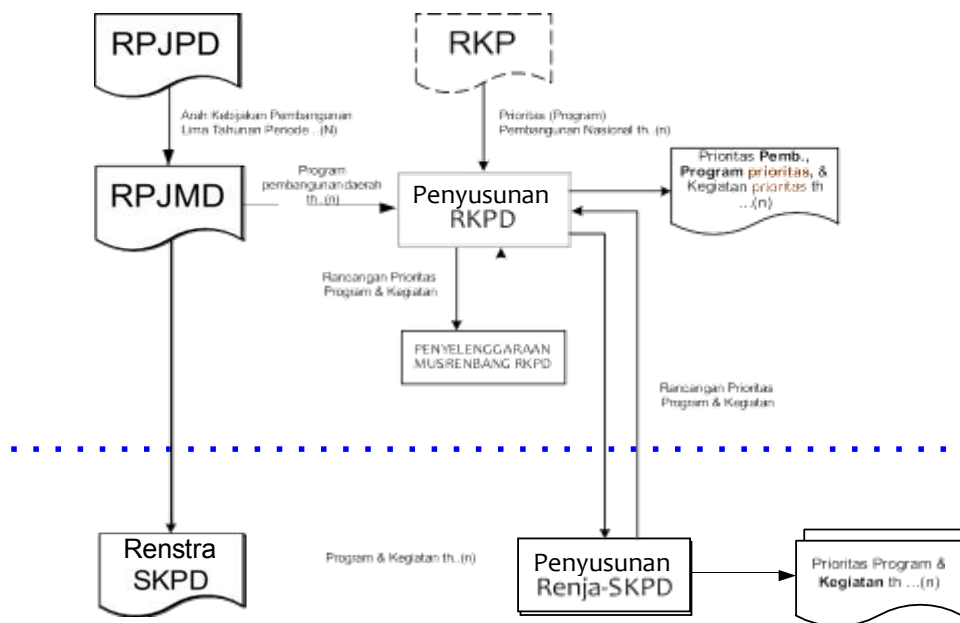 RPJPD
RKP
Arah Kebijakan Pembangunan
Lima Tahunan Periode ..(N)
Prioritas (Program)
Pembangunan Nasional th..(n)
RPJMD
Program
pembangunan daerah
th..(n)
Penyusunan
RKPD
Prioritas Pemb.,
Program prioritas, &
Kegiatan prioritas th
...(n)
Rancangan Prioritas
Program & Kegiatan
PENYELENGGARAAN
MUSRENBANG RKPD
Rancangan Prioritas
Program & Kegiatan
Renstra
SKPD
Program & Kegiatan th..(n)
Penyusunan
Renja-SKPD
Prioritas Program &
Kegiatan th ...(n)